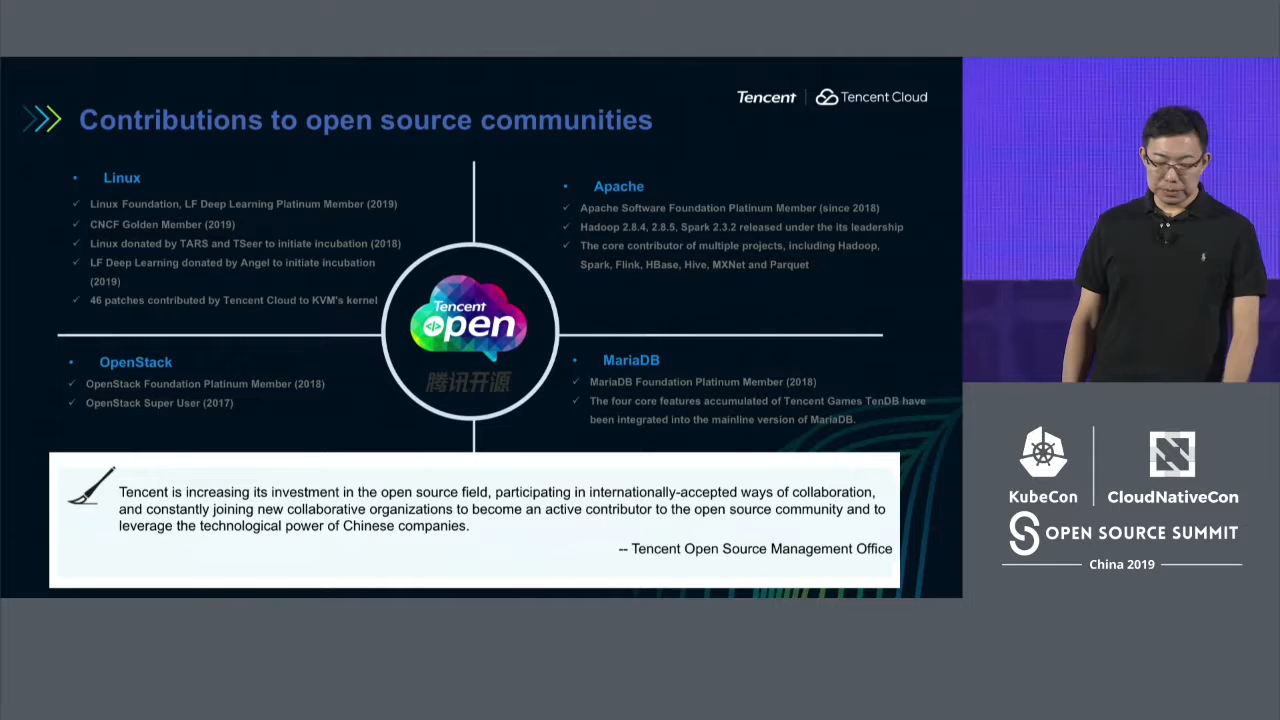 Tencent | Tencent Cloud
Contributions to open source communities
Linux
Linux Foundation, LF Deep Learning Platinum Member (2019)
CNCF Golden Member (2019)
Linux donated by TARS and TSeer to initiate incubation (2018)
LF Deep Learning donated by Angel to initiate incubation
(2019)
46 patches contributed by Tencent Cloud to KVM's kernel
Apache
Apache Software Foundation Platinum Member (since 2018)
Hadoop 2.8.4, 2.8.5, Spark 2.3.2 released under the its leadership
The core contributor of multiple projects, including Hadoop,
Spark, Flink, HBase, Hive, MXNet and Parquet
Tencent
open
腾讯开源
OpenStack
OpenStack Foundation Platinum Member (2018)
OpenStack Super User (2017)
MariaDB
MariaDB Foundation Platinum Member (2018)
The four core features accumulated of Tencent Games TenDB have
been integrated into the mainline version of MariaDB.
Tencent is increasing its investment in the open source field, participating in internationally-accepted ways of collaboration,
and constantly joining new collaborative organizations to become an active contributor to the open source community and to
leverage the technological power of Chinese companies.
-- Tencent Open Source Management Office
KubeCon
CloudNativeCon
OPEN SOURCE SUMMIT
China 2019